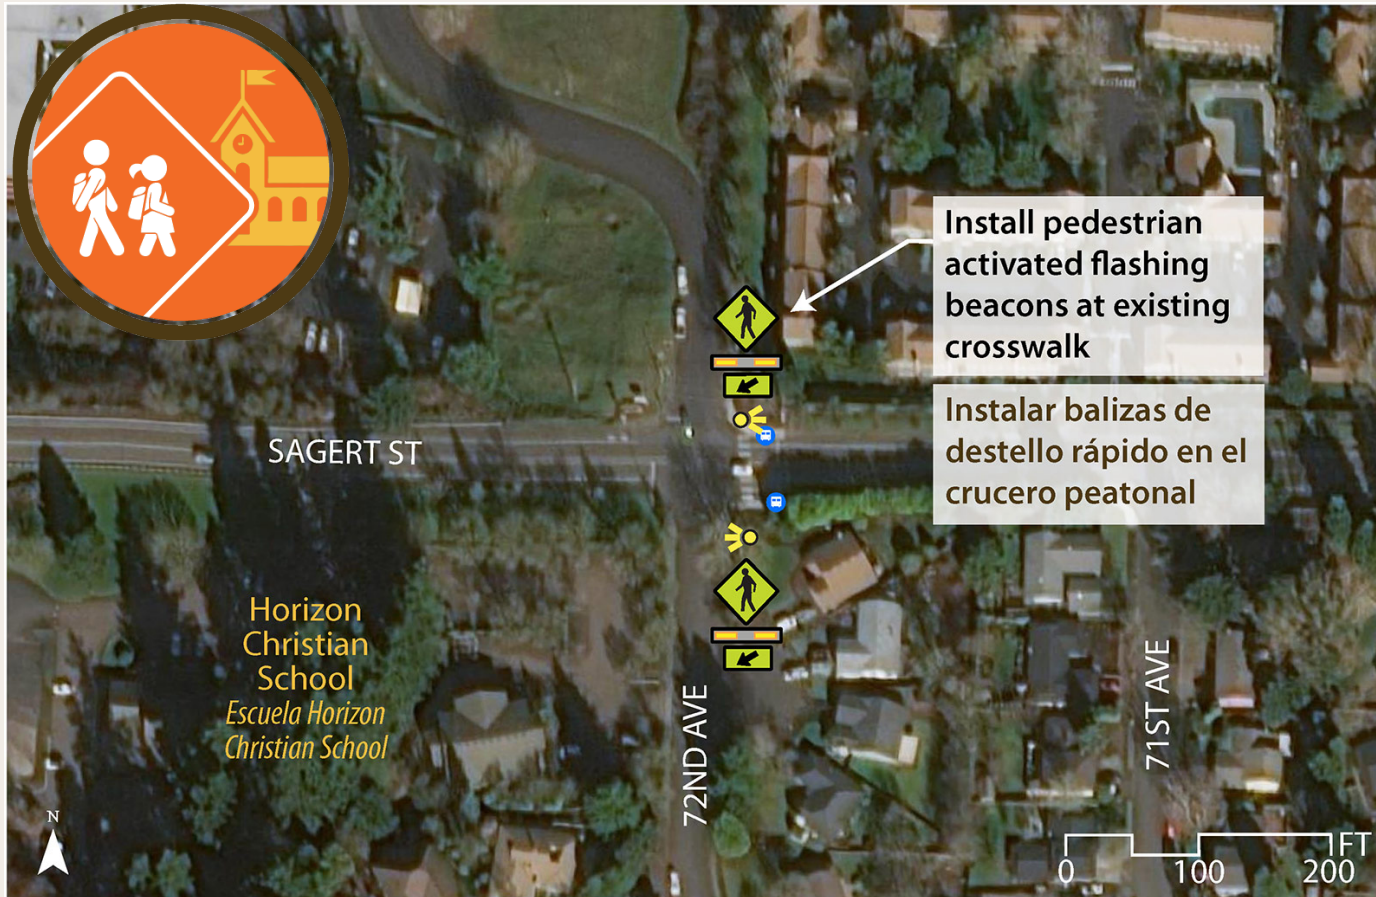 Install pedestrian
activated flashing
beacons at existing
crosswalk
Instalar balizas de
destello rápido en el
crucero peatonal
SAGERT ST
Horizon
Christian
School
Escuela Horizon
Christian School
72ND AVE
71ST AVE
N
FT
0 100 200